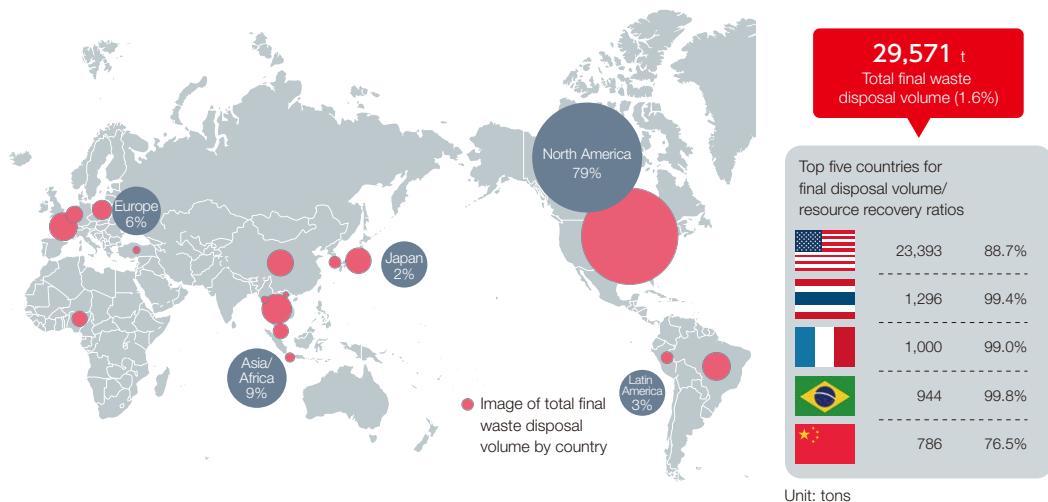 North America
79%
Europe
6%
Japan
2%
Asia/
Africa
9%
Latin
America
3%
Image of total final
waste disposal
volume by country
29,571 t
Total final waste
disposal volume (1.6%)
Top five countries for
final disposal volume/
resource recovery ratios
23,393 88.7%
1,296 99.4%
1,000 99.0%
944 99.8%
786 76.5%
Unit: tons